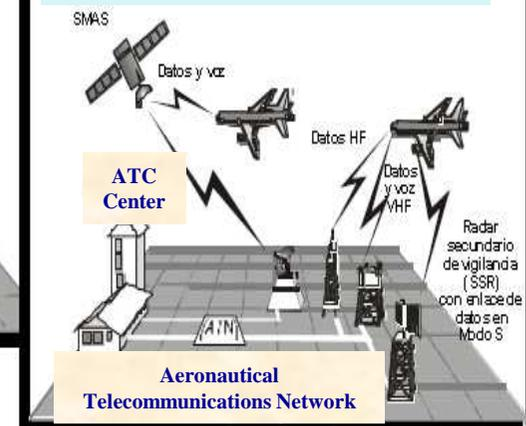 SMAS
Datos y voz
Datos HF
Datos
y voz
VHF
ATC
Center
Radar
secundario
de vigilancia
(SSR)
con enlace de
datos en
Modo S
ATN
Aeronautical
Telecommunications Network